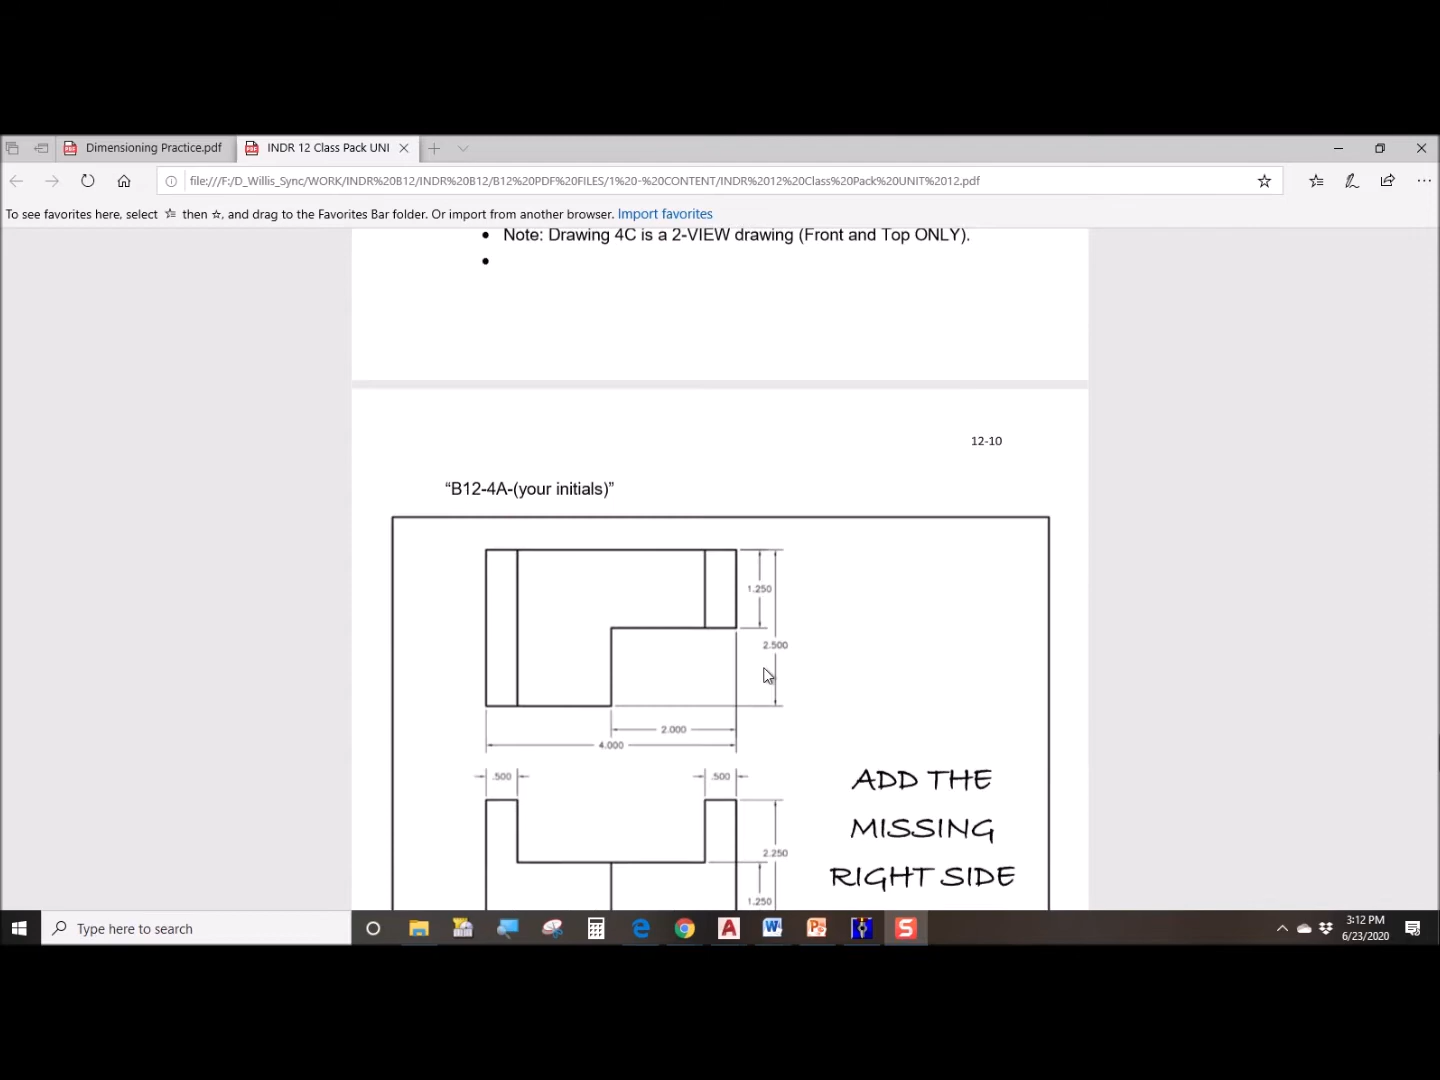 Dimensioning Practice.pdf
INDR 12 Class Pack UNI
file:///F:/D_Willis_Sync/WORK/INDR%20B12/INDR%20B12/B12%20PDF%20FILES/1%20-%20CONTENT/INDR%2012%20Class%20Pack%20UNIT%2012.pdf
To see favorites here, select then , and drag to the Favorites Bar folder. Or import from another browser. Import favorites
• Note: Drawing 4C is a 2-VIEW drawing (Front and Top ONLY).
•
12-10
“B12-4A-(your initials)”
1.250
2.500
2.000
4.000
.500
.500
2.250
1.250
ADD THE
MISSING
RIGHT SIDE
Type here to search
3:12 PM
6/23/2020